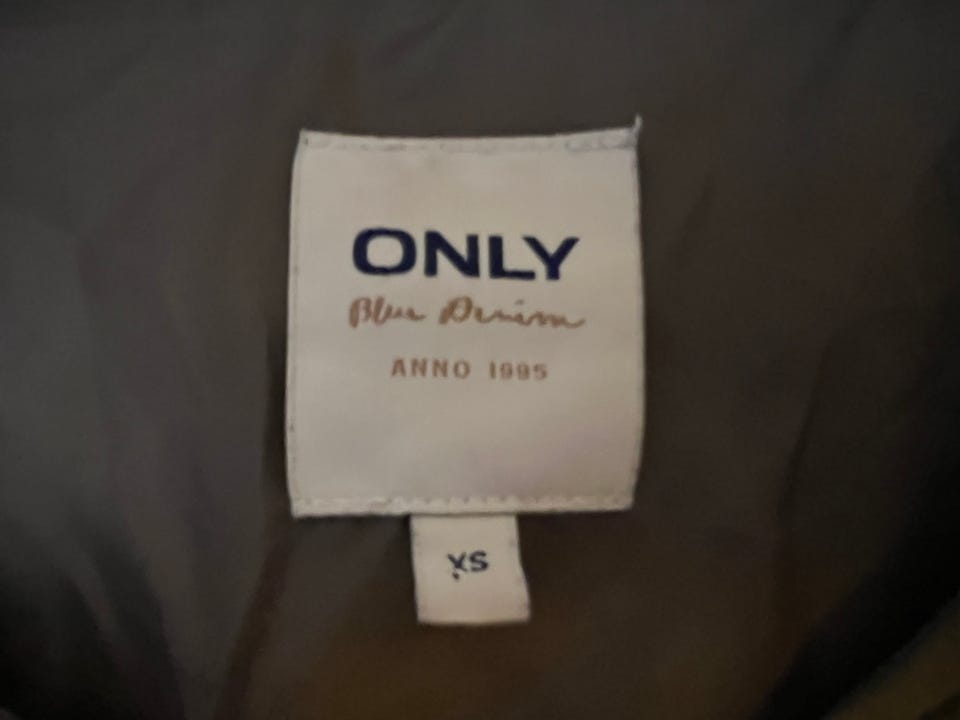 ONLY
Blue Denim
ANNO 1995
XS